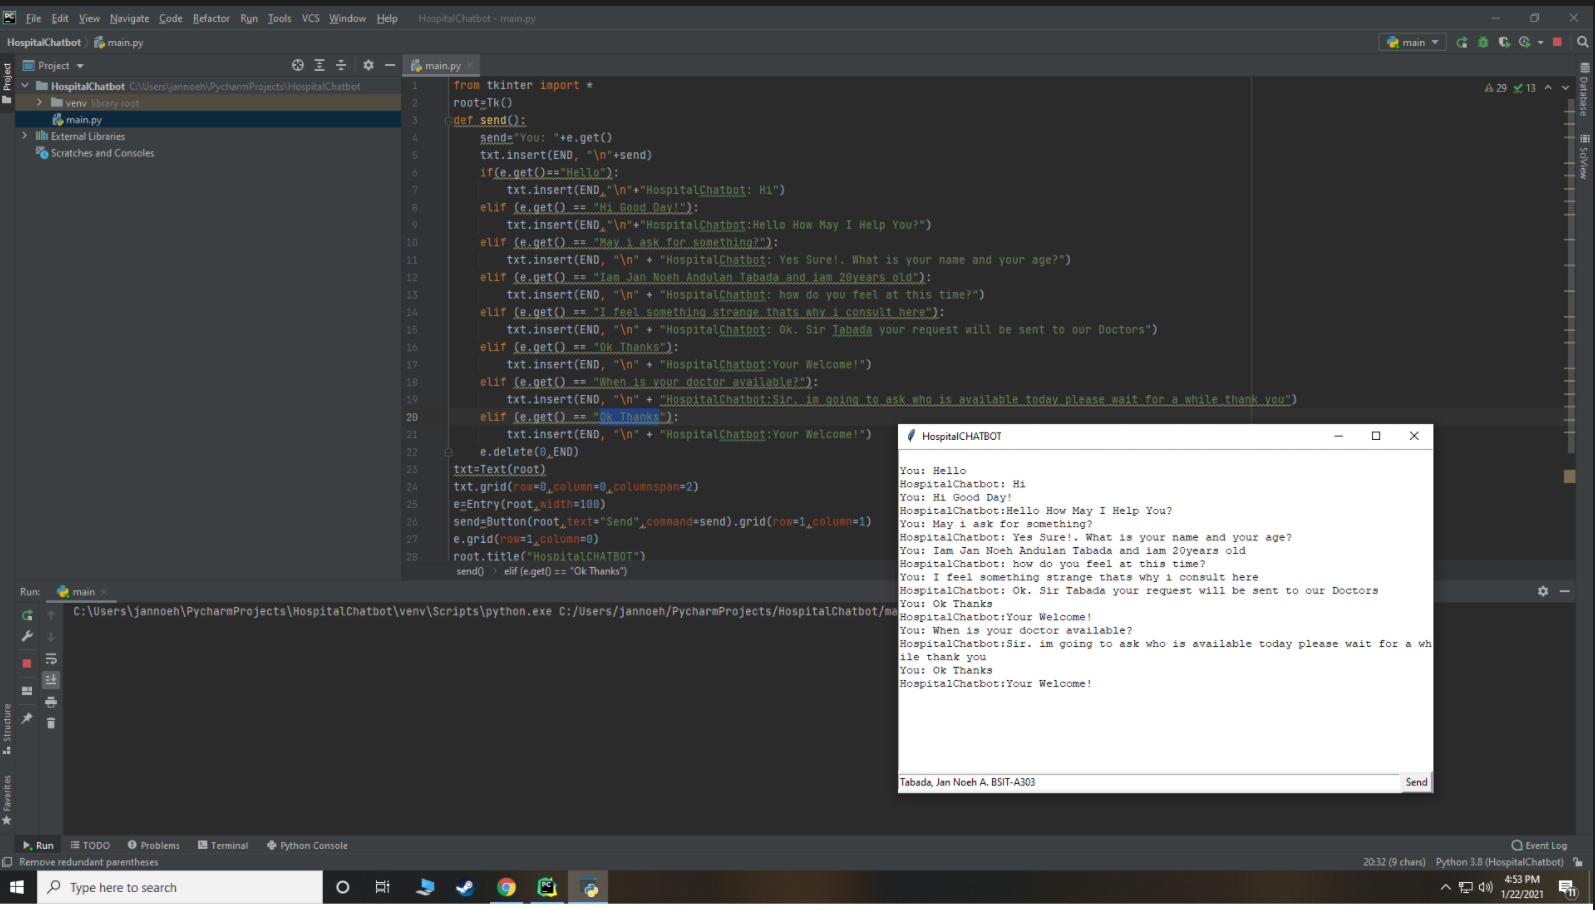 File Edit View Navigate Code Refactor Run Tools VCS Window Help HospitalChatbot - main.py
HospitalChatbot main.py
main
Project
Project
main.py
HospitalChatbot C:\Users\jannoeh\PycharmProjects\HospitalChatbot
venv library root
main.py
External Libraries
Scratches and Consoles
29 13
Database
SciView
1 from tkinter import *
2 root=Tk()
3 def send():
4 send="You: "+e.get()
5 txt.insert(END, "\n"+send)
6 if(e.get()=="Hello"):
7 txt.insert(END,"\n"+"HospitalChatbot: Hi")
8 elif (e.get() == "Hi Good Day!"):
9 txt.insert(END,"\n"+"HospitalChatbot:Hello How May I Help You?")
10 elif (e.get() == "May i ask for something?"):
11 txt.insert(END, "\n" + "HospitalChatbot: Yes Sure!. What is your name and your age?")
12 elif (e.get() == "Iam Jan Noeh Andulan Tabada and iam 20years old"):
13 txt.insert(END, "\n" + "HospitalChatbot: how do you feel at this time?")
14 elif (e.get() == "I feel something strange thats why i consult here"):
15 txt.insert(END, "\n" + "HospitalChatbot: Ok. Sir Tabada your request will be sent to our Doctors")
16 elif (e.get() == "Ok Thanks"):
17 txt.insert(END, "\n" + "HospitalChatbot:Your Welcome!")
18 elif (e.get() == "When is your doctor available?"):
19 txt.insert(END, "\n" + "HospitalChatbot:Sir. im going to ask who is available today please wait for a while thank you")
20 elif (e.get() == "Ok Thanks"):
21 txt.insert(END, "\n" + "HospitalChatbot:Your Welcome!")
22 e.delete(0,END)
23 txt=Text(root)
24 txt.grid(row=0,column=0,columnspan=2)
25 e=Entry(root,width=100)
26 send=Button(root,text="Send",command=send).grid(row=1,column=1)
27 e.grid(row=1,column=0)
28 root.title("HospitalCHATBOT")
send() elif (e.get() == "Ok Thanks")
HospitalCHATBOT
You: Hello
HospitalChatbot: Hi
You: Hi Good Day!
HospitalChatbot:Hello How May I Help You?
You: May i ask for something?
HospitalChatbot: Yes Sure!. What is your name and your age?
You: Iam Jan Noeh Andulan Tabada and iam 20years old
HospitalChatbot: how do you feel at this time?
You: I feel something strange thats why i consult here
HospitalChatbot: Ok. Sir Tabada your request will be sent to our Doctors
You: Ok Thanks
HospitalChatbot:Your Welcome!
You: When is your doctor available?
HospitalChatbot:Sir. im going to ask who is available today please wait for a wh
ile thank you
You: Ok Thanks
HospitalChatbot:Your Welcome!
Tabada, Jan Noeh A. BSIT-A303 Send
Run: main
C:\Users\jannoeh\PycharmProjects\HospitalChatbot\venv\Scripts\python.exe C:/Users/jannoeh/PycharmProjects/HospitalChatbot/ma
Structure
Favorites
Run TODO Problems Terminal Python Console Event Log
Remove redundant parentheses 20:32 (9 chars) Python 3.8 (HospitalChatbot)
Type here to search
4:53 PM
1/22/2021
11